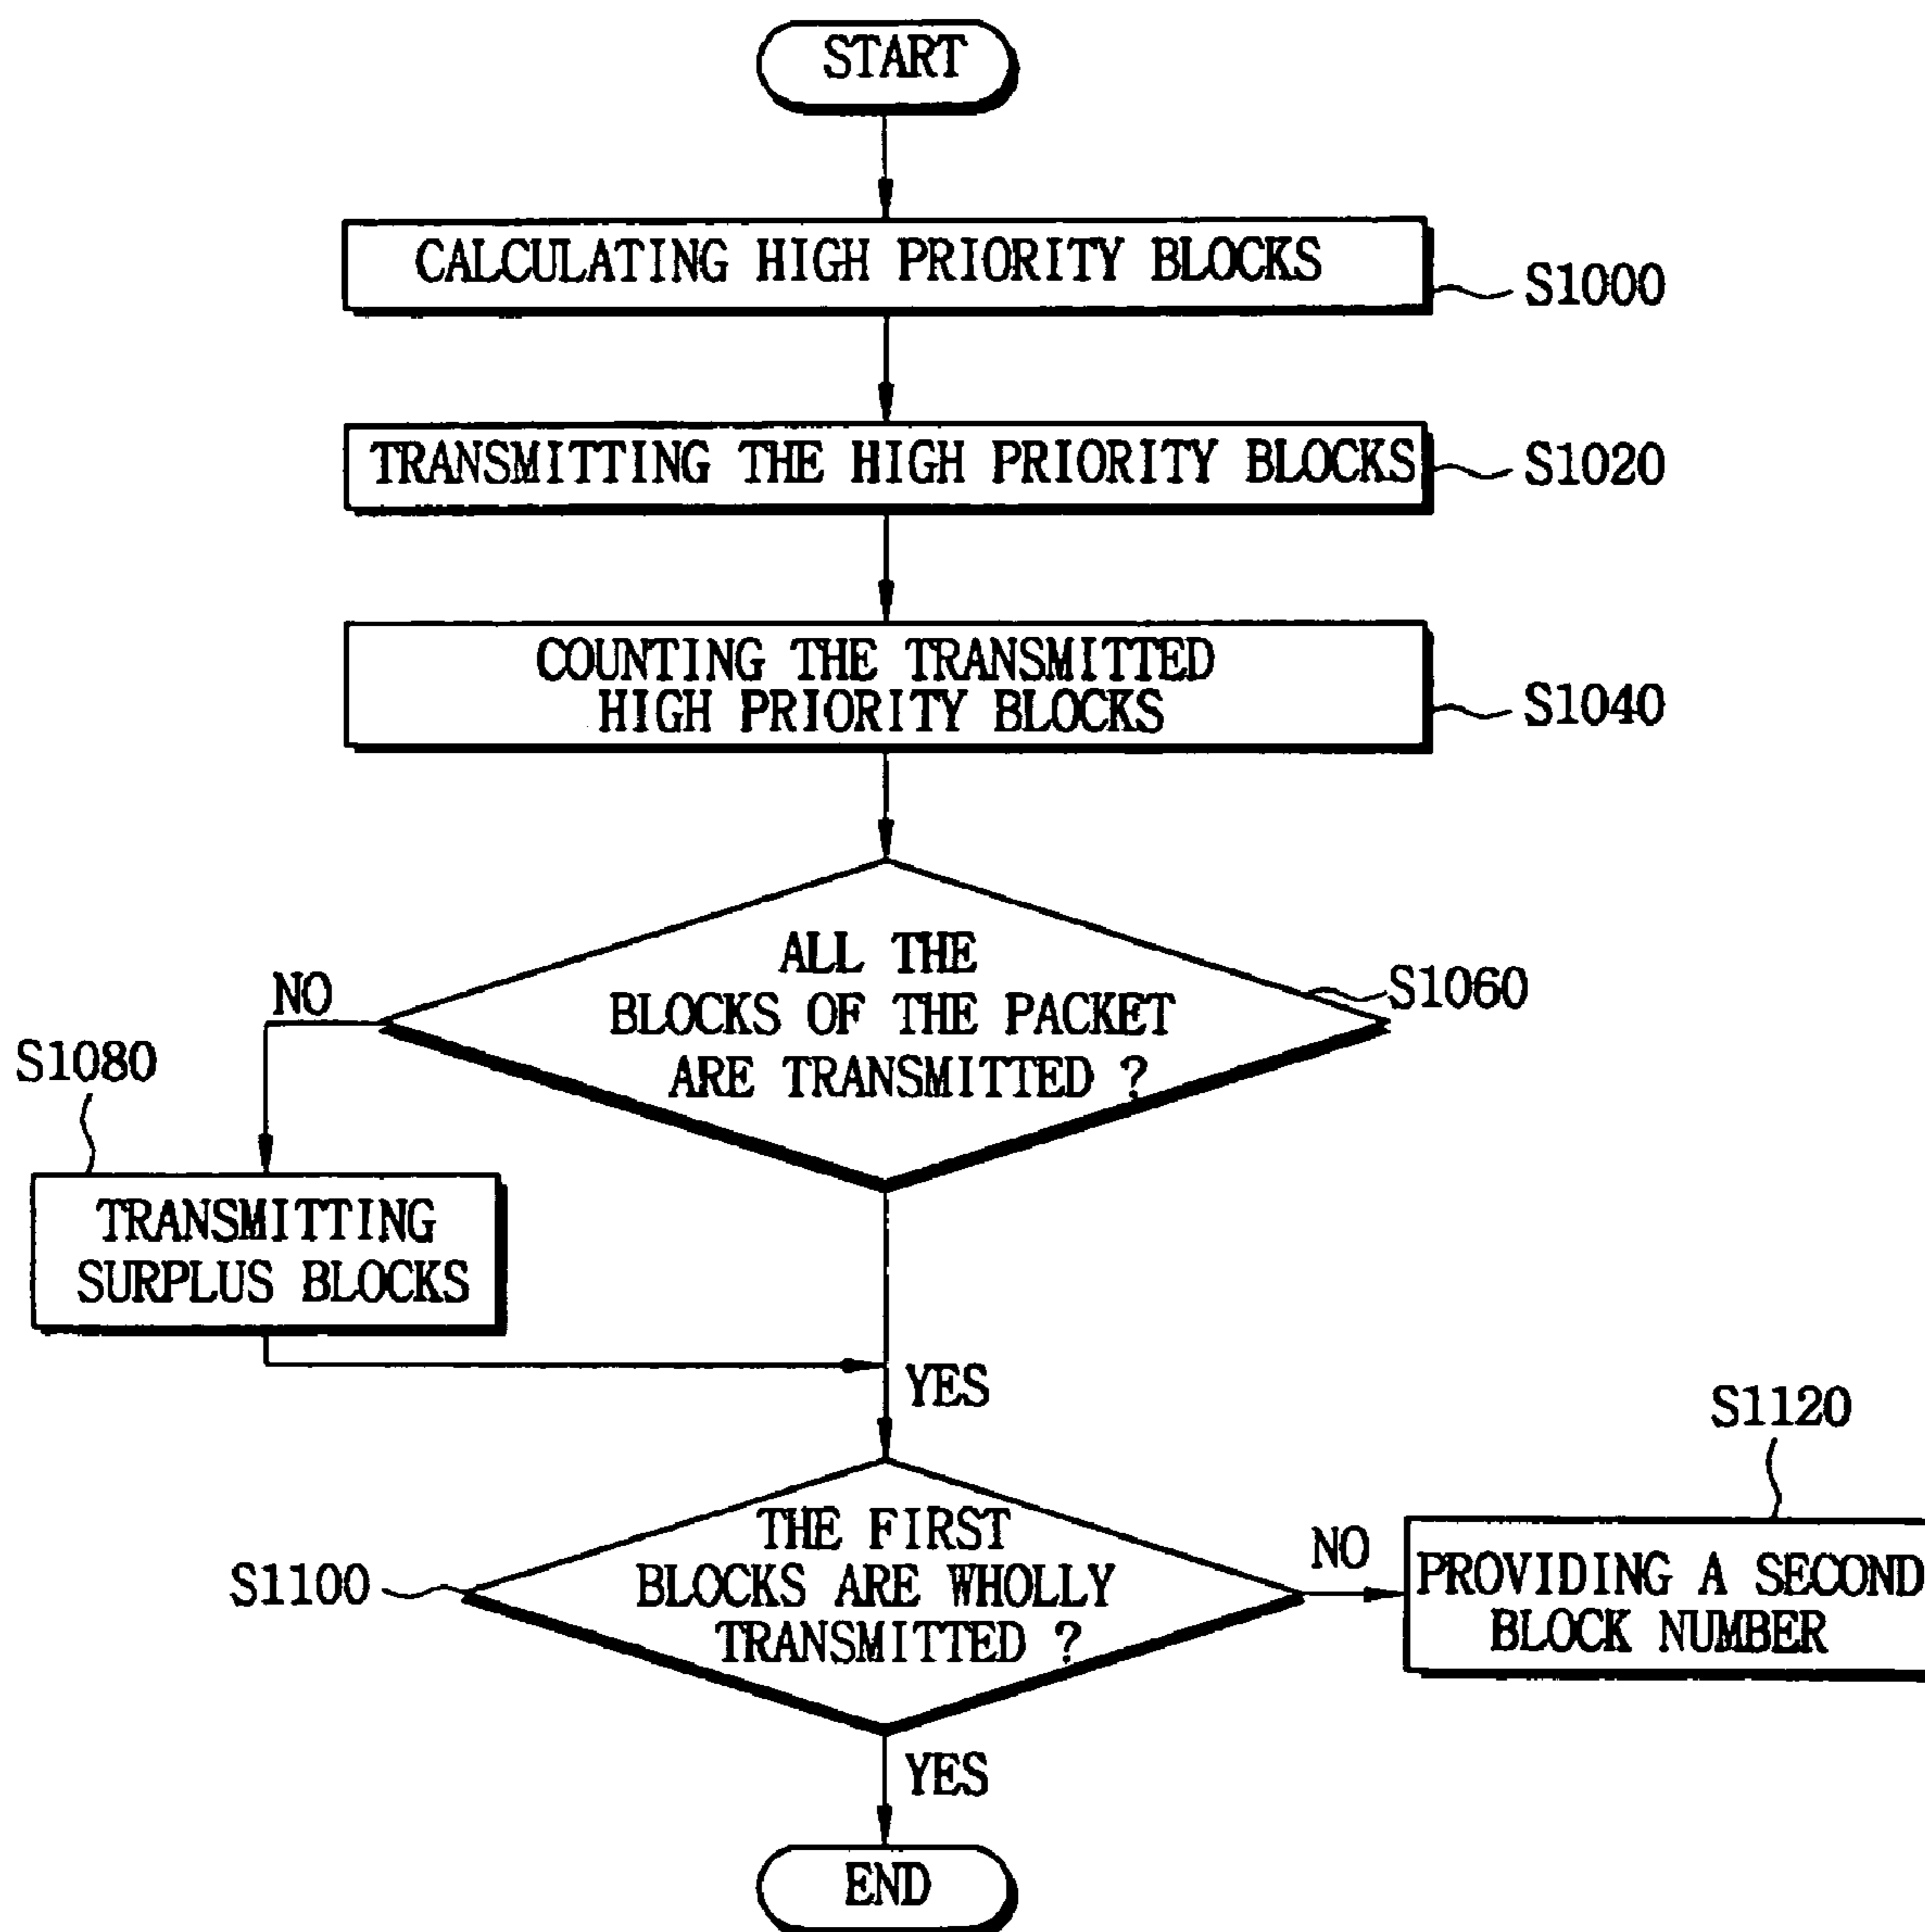 START
CALCULATING HIGH PRIORITY BLOCKS
S1000
TRANSMITTING THE HIGH PRIORITY BLOCKS
S1020
COUNTING THE TRANSMITTED
HIGH PRIORITY BLOCKS
S1040
ALL THE
BLOCKS OF THE PACKET
ARE TRANSMITTED ?
S1060
NO
S1080
TRANSMITTING
SURPLUS BLOCKS
YES
THE FIRST
BLOCKS ARE WHOLLY
TRANSMITTED ?
S1100
NO
S1120
PROVIDING A SECOND
BLOCK NUMBER
YES
END